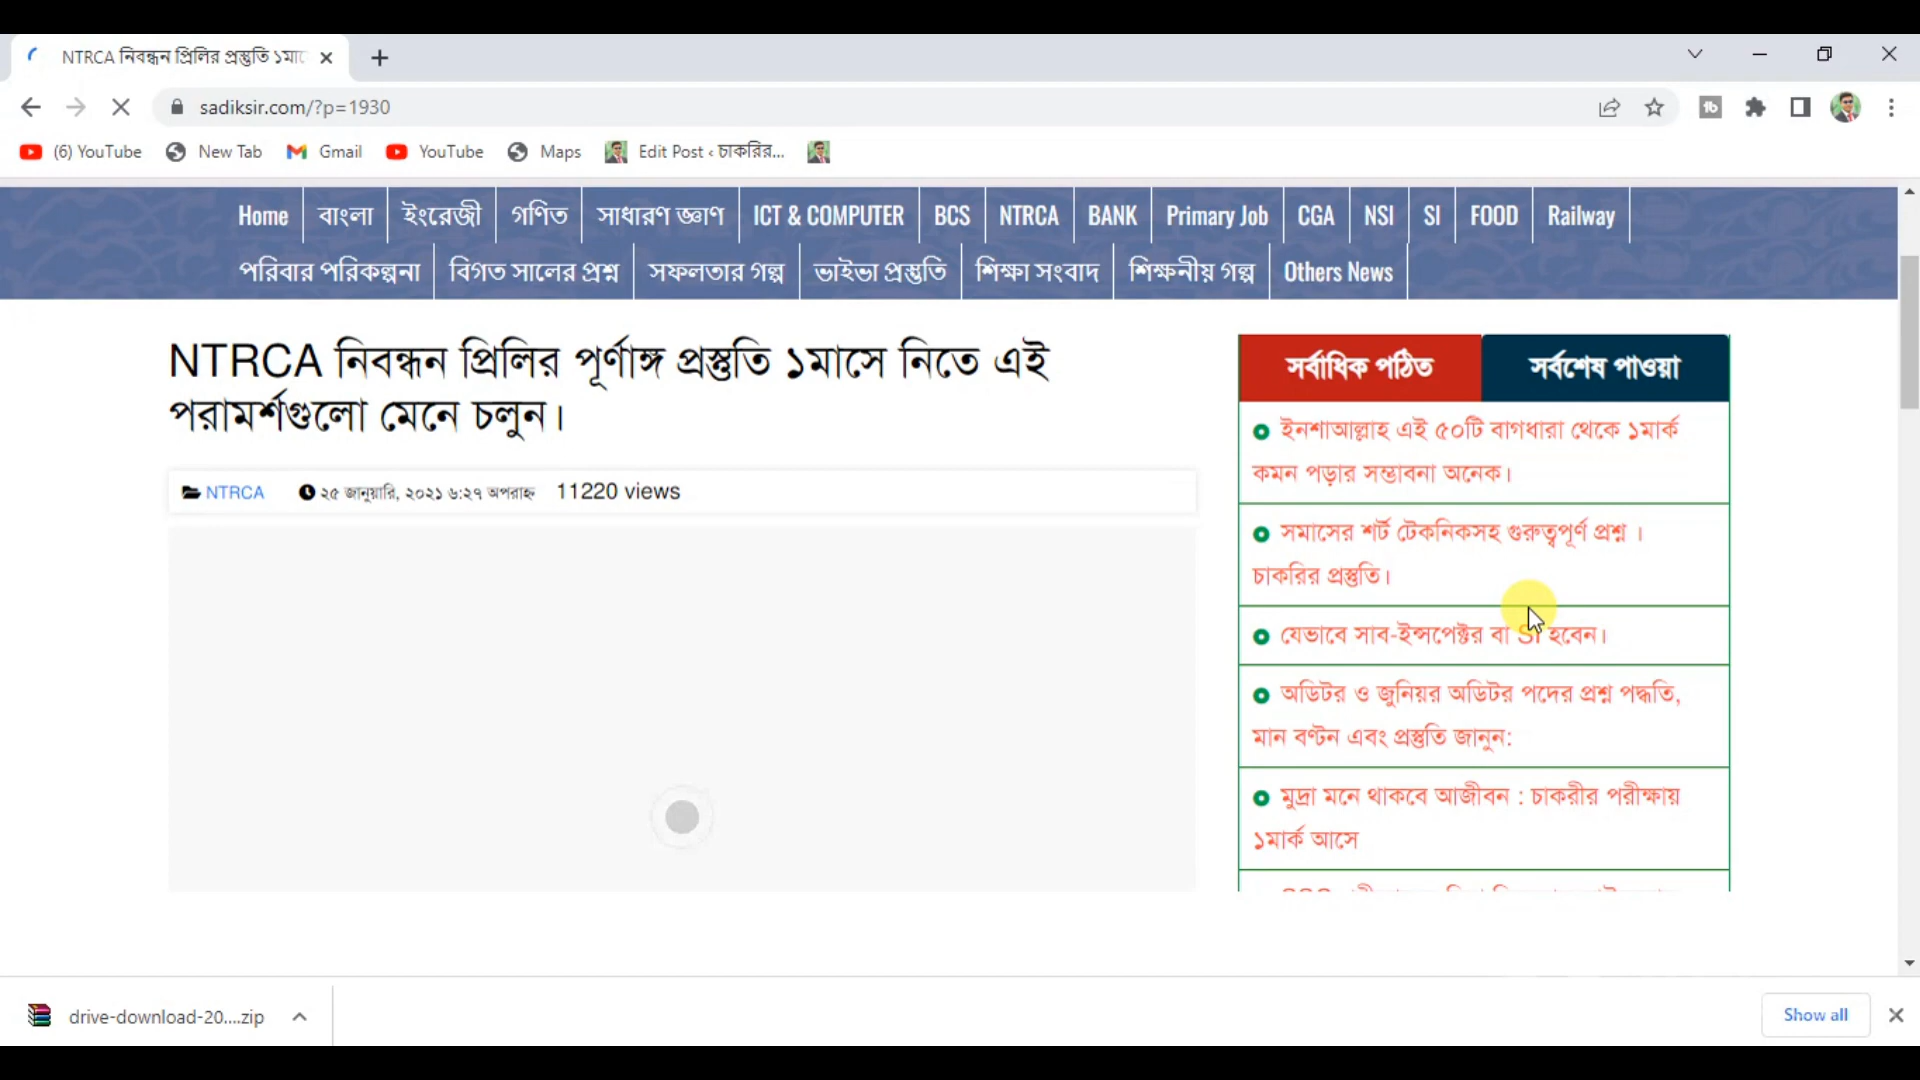 NTRCA নিবন্ধন প্রিলির প্রস্তুতি ১মাসে
sadiksir.com/?p=1930
(6) YouTube New Tab Gmail YouTube Maps Edit Post ‹ চাকরির...
Home বাংলা ইংরেজী গণিত সাধারণ জ্ঞাণ ICT & COMPUTER BCS NTRCA BANK Primary Job CGA NSI SI FOOD Railway
পরিবার পরিকল্পনা বিগত সালের প্রশ্ন সফলতার গল্প ভাইভা প্রস্তুতি শিক্ষা সংবাদ শিক্ষনীয় গল্প Others News
NTRCA নিবন্ধন প্রিলির পূর্ণাঙ্গ প্রস্তুতি ১মাসে নিতে এই
পরামর্শগুলো মেনে চলুন।
NTRCA ২৫ জানুয়ারি, ২০২১ ৬:২৭ অপরাহ্ন 11220 views
সর্বাধিক পঠিত সর্বশেষ পাওয়া
ইনশাআল্লাহ এই ৫০টি বাগধারা থেকে ১মার্ক
কমন পড়ার সম্ভাবনা অনেক।
সমাসের শর্ট টেকনিকসহ গুরুত্বপূর্ণ প্রশ্ন ।
চাকরির প্রস্তুতি।
যেভাবে সাব-ইন্সপেক্টর বা SI হবেন।
অডিটর ও জুনিয়র অডিটর পদের প্রশ্ন পদ্ধতি,
মান বণ্টন এবং প্রস্তুতি জানুন:
মুদ্রা মনে থাকবে আজীবন : চাকরীর পরীক্ষায়
১মার্ক আসে
drive-download-20....zip Show all